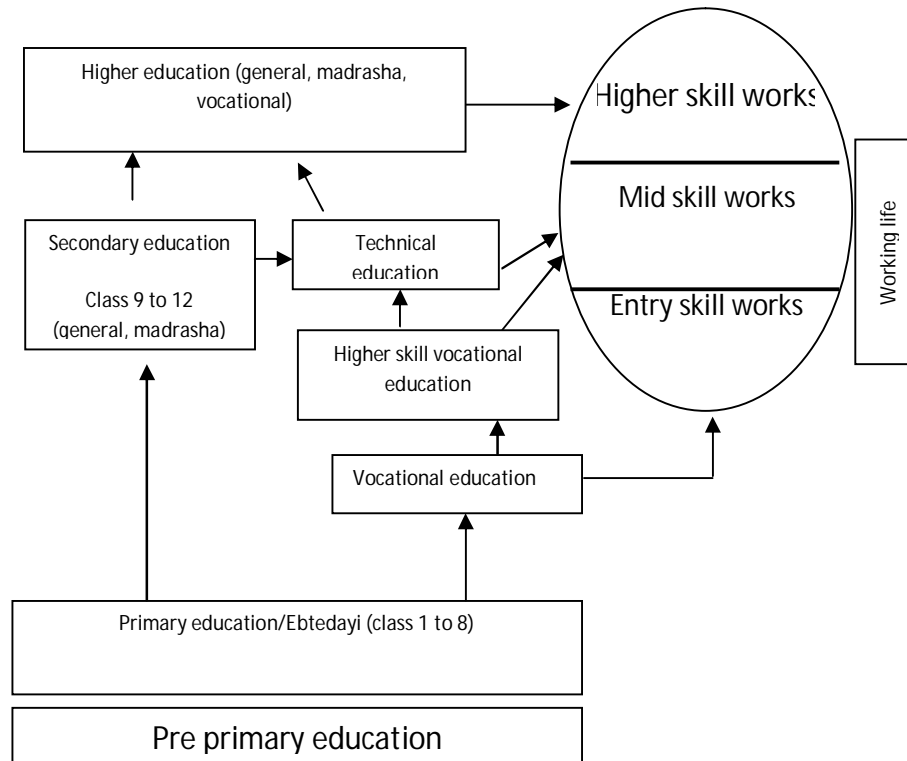 Higher education (general, madrasha,
vocational)
Higher skill works
Mid skill works
Entry skill works
Working life
Secondary education
Class 9 to 12
(general, madrasha)
Technical
education
Higher skill vocational
education
Vocational education
Primary education/Ebtedayi (class 1 to 8)
Pre primary education